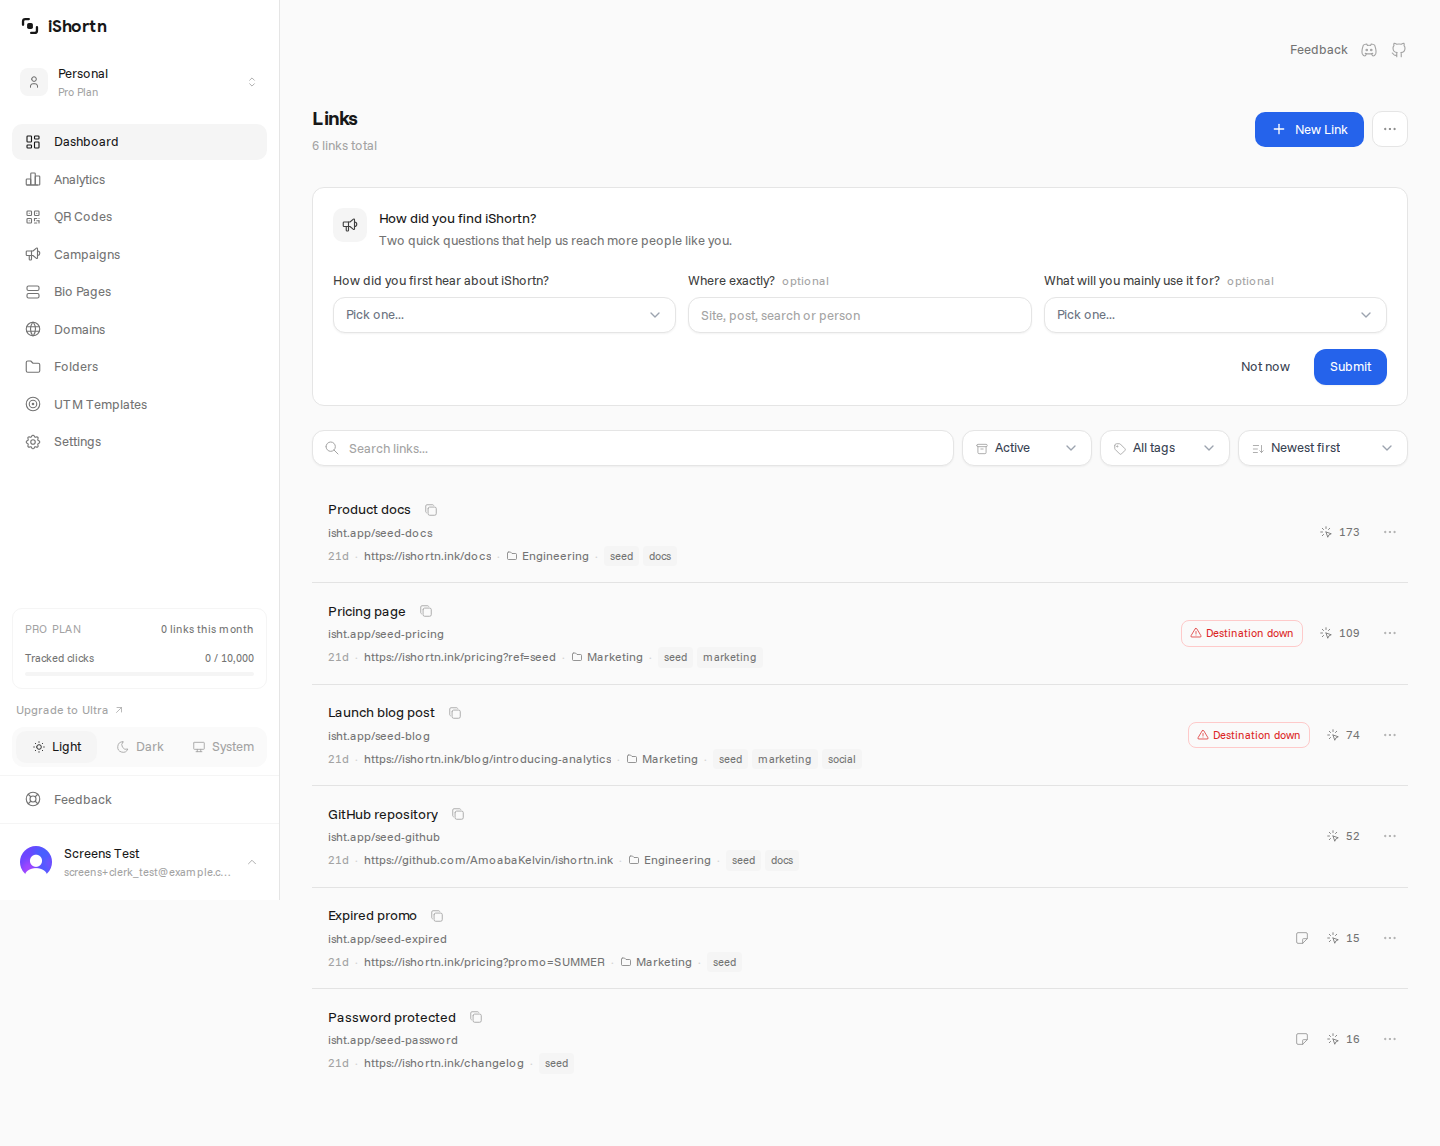 iShortn
Personal
Pro Plan
Dashboard
Analytics
QR Codes
Campaigns
Bio Pages
Domains
Folders
UTM Templates
Settings
PRO PLAN 0 links this month
Tracked clicks 0 / 10,000
Upgrade to Ultra
Light Dark System
Feedback
Screens Test
screens+clerk_test@example.c...
Feedback
Links
6 links total
New Link
How did you find iShortn?
Two quick questions that help us reach more people like you.
How did you first hear about iShortn? Where exactly? optional What will you mainly use it for? optional
Pick one... Site, post, search or person Pick one...
Not now Submit
Search links... Active All tags Newest first
Product docs
isht.app/seed-docs 173
21d · https://ishortn.ink/docs · Engineering · seed docs
Pricing page
isht.app/seed-pricing Destination down 109
21d · https://ishortn.ink/pricing?ref=seed · Marketing · seed marketing
Launch blog post
isht.app/seed-blog Destination down 74
21d · https://ishortn.ink/blog/introducing-analytics · Marketing · seed marketing social
GitHub repository
isht.app/seed-github 52
21d · https://github.com/AmoabaKelvin/ishortn.ink · Engineering · seed docs
Expired promo
isht.app/seed-expired 15
21d · https://ishortn.ink/pricing?promo=SUMMER · Marketing · seed
Password protected
isht.app/seed-password 16
21d · https://ishortn.ink/changelog · seed